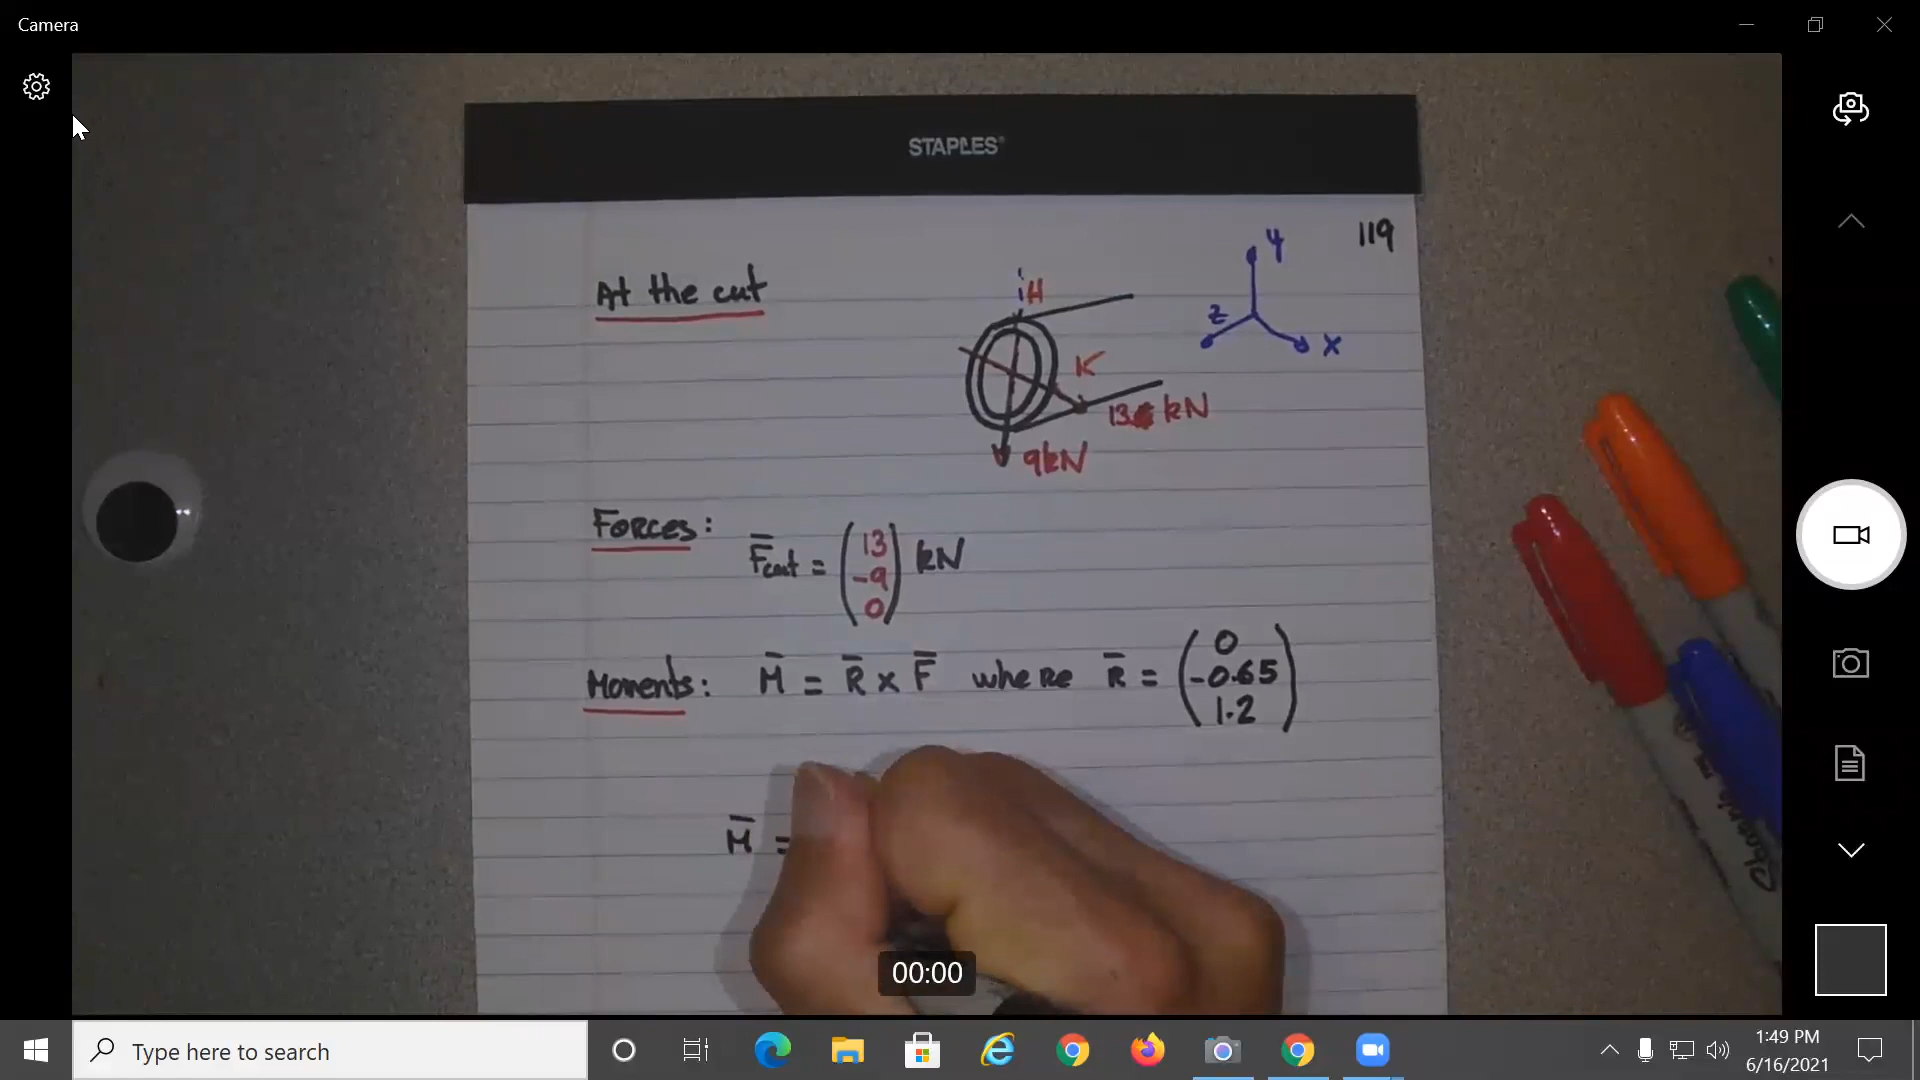 Camera
STAPLES
119
At the cut
H
K
13 kN
9kN
Y
Z
X
Forces: F̅cut = (13 -9 0) kN
Moments: M̅ = R̅ x F̅ where R̅ = (0 -0.65 1.2)
M̅ =
00:00
Type here to search
1:49 PM
6/16/2021